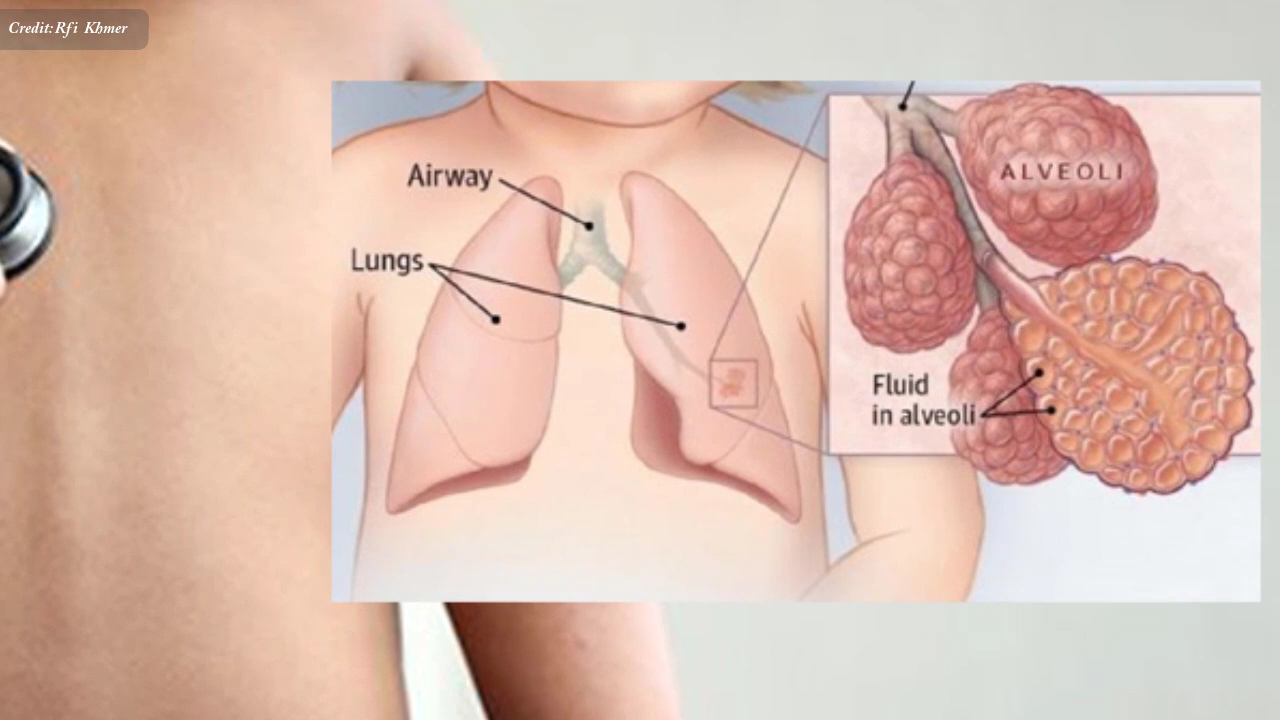 Credit:Rfi Khmer
Airway
Lungs
ALVEOLI
Fluid
in alveoli